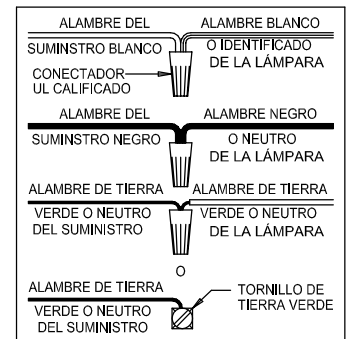 ALAMBRE DEL ALAMBRE BLANCO
SUMINSTRO BLANCO O IDENTIFICADO
DE LA LÁMPARA
CONECTADOR
UL CALIFICADO
ALAMBRE DEL ALAMBRE NEGRO
SUMINSTRO NEGRO O NEUTRO
DE LA LÁMPARA
ALAMBRE DE TIERRA ALAMBRE DE TIERRA
VERDE O NEUTRO VERDE O NEUTRO
DEL SUMINISTRO DE LA LÁMPARA
O
ALAMBRE DE TIERRA TORNILLO DE
TIERRA VERDE
VERDE O NEUTRO
DEL SUMINISTRO